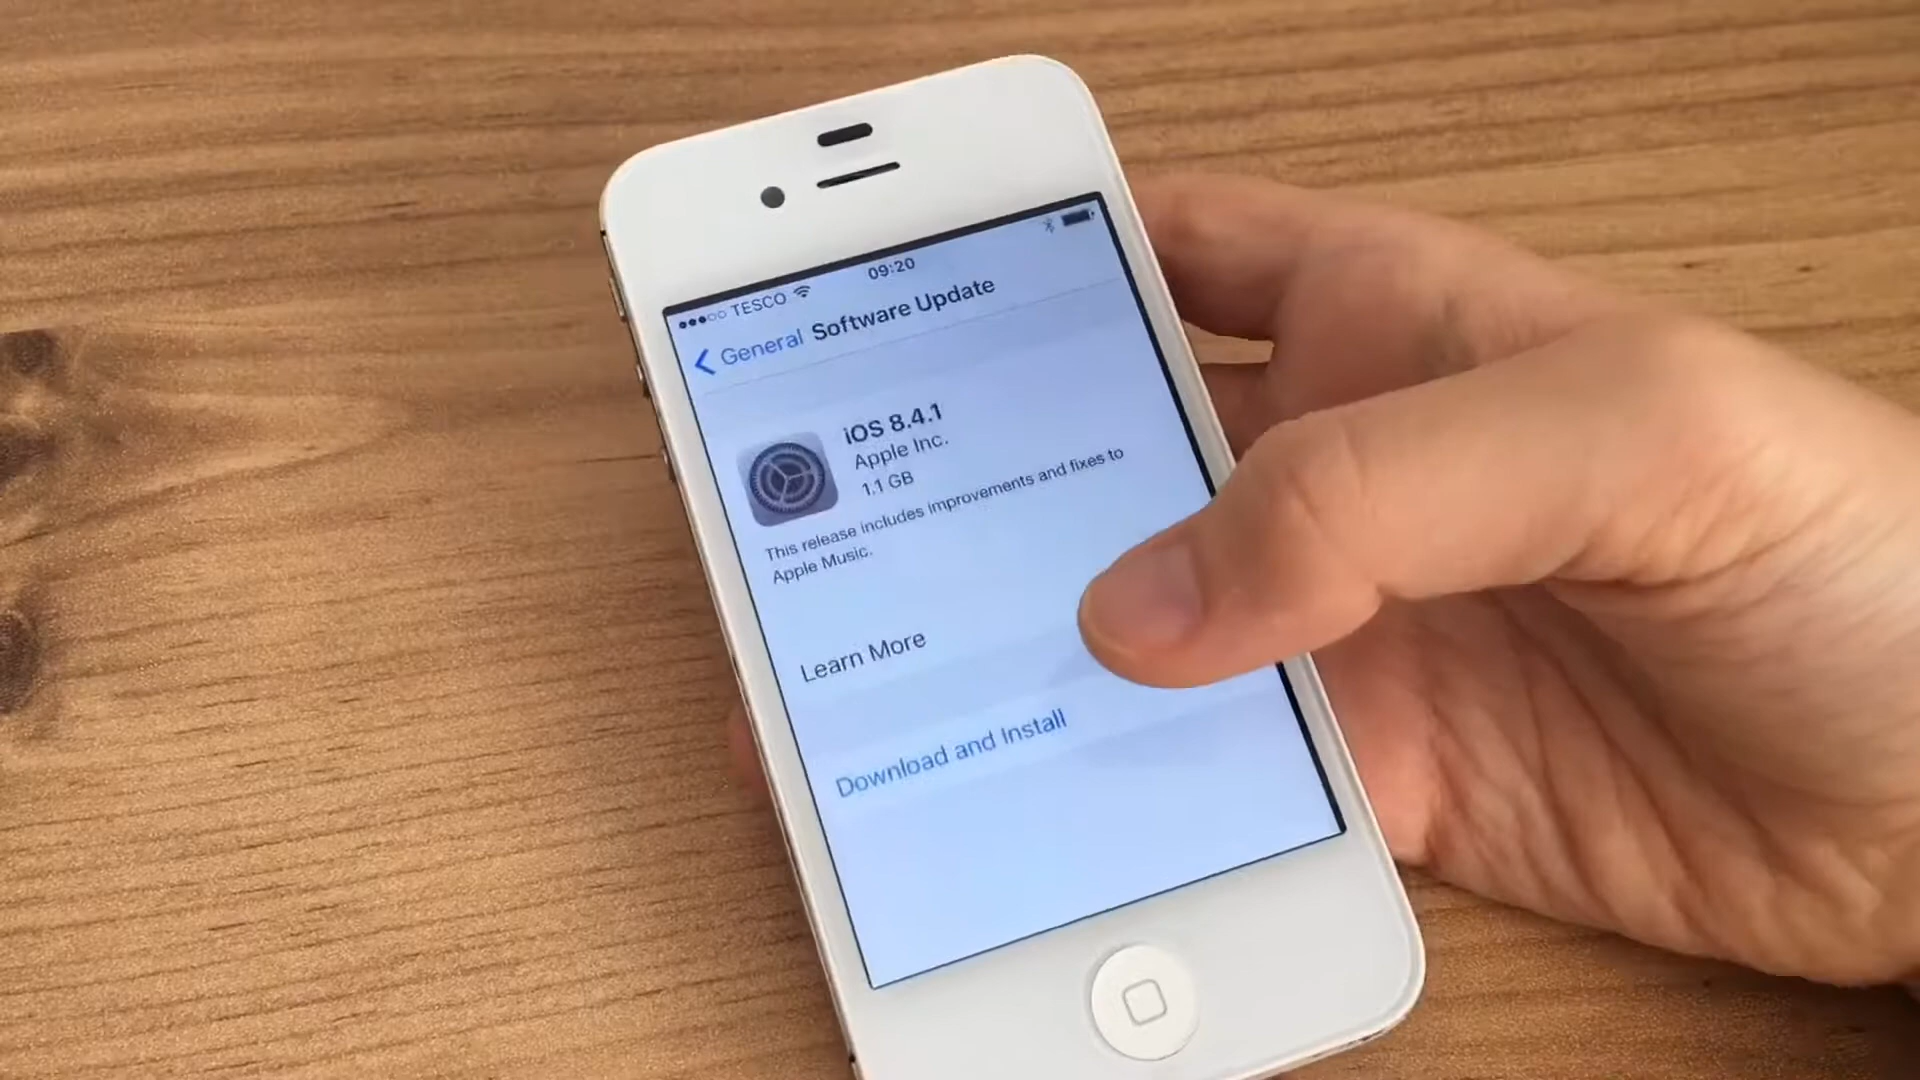 TESCO 09:20
General Software Update
iOS 8.4.1
Apple Inc.
1.1 GB
This release includes improvements and fixes to
Apple Music.
Learn More
Download and Install